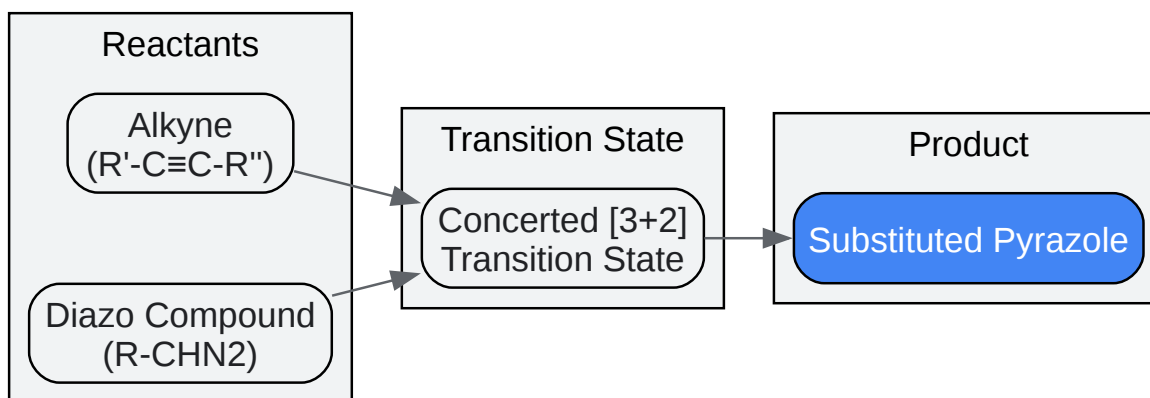 Reactants
Alkyne
(R'-C≡C-R")
Diazo Compound
(R-CHN2)
Transition State
Concerted [3+2]
Transition State
Product
Substituted Pyrazole